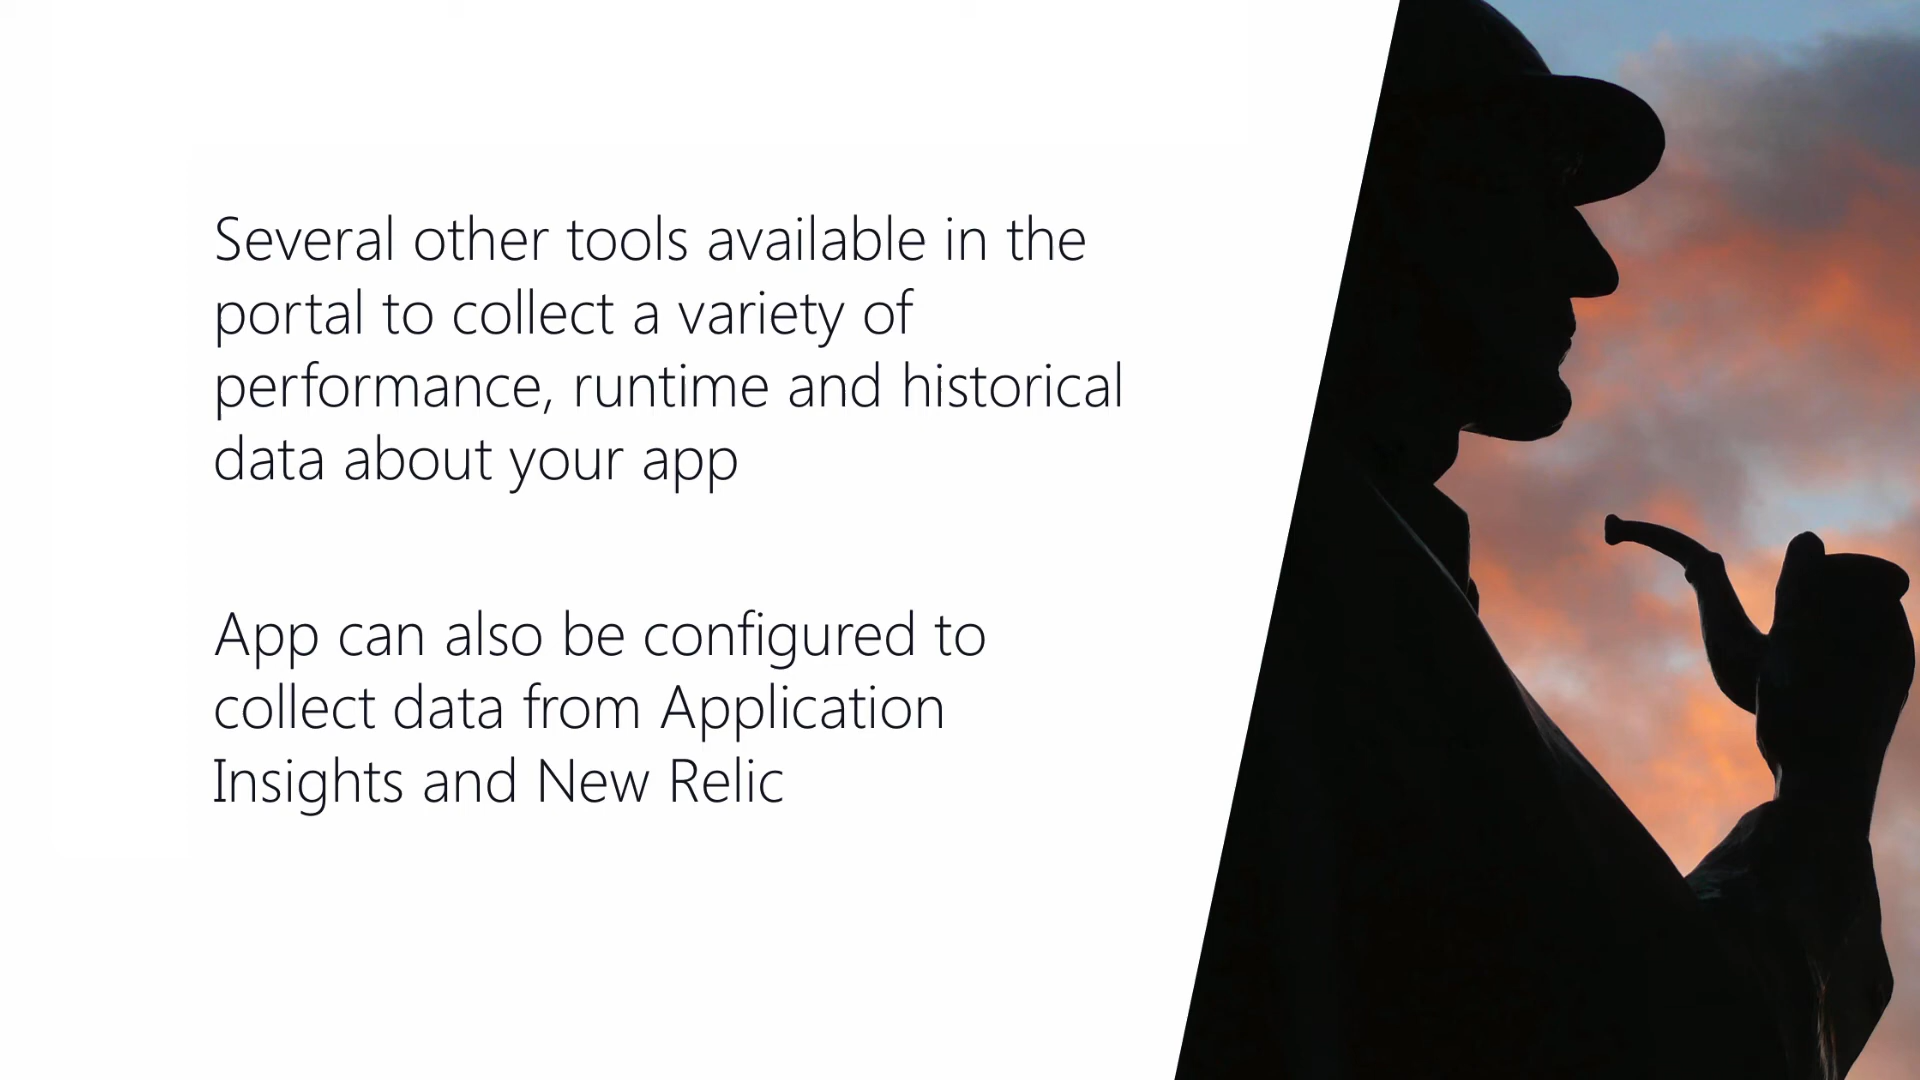 Several other tools available in the
portal to collect a variety of
performance, runtime and historical
data about your app
App can also be configured to
collect data from Application
Insights and New Relic